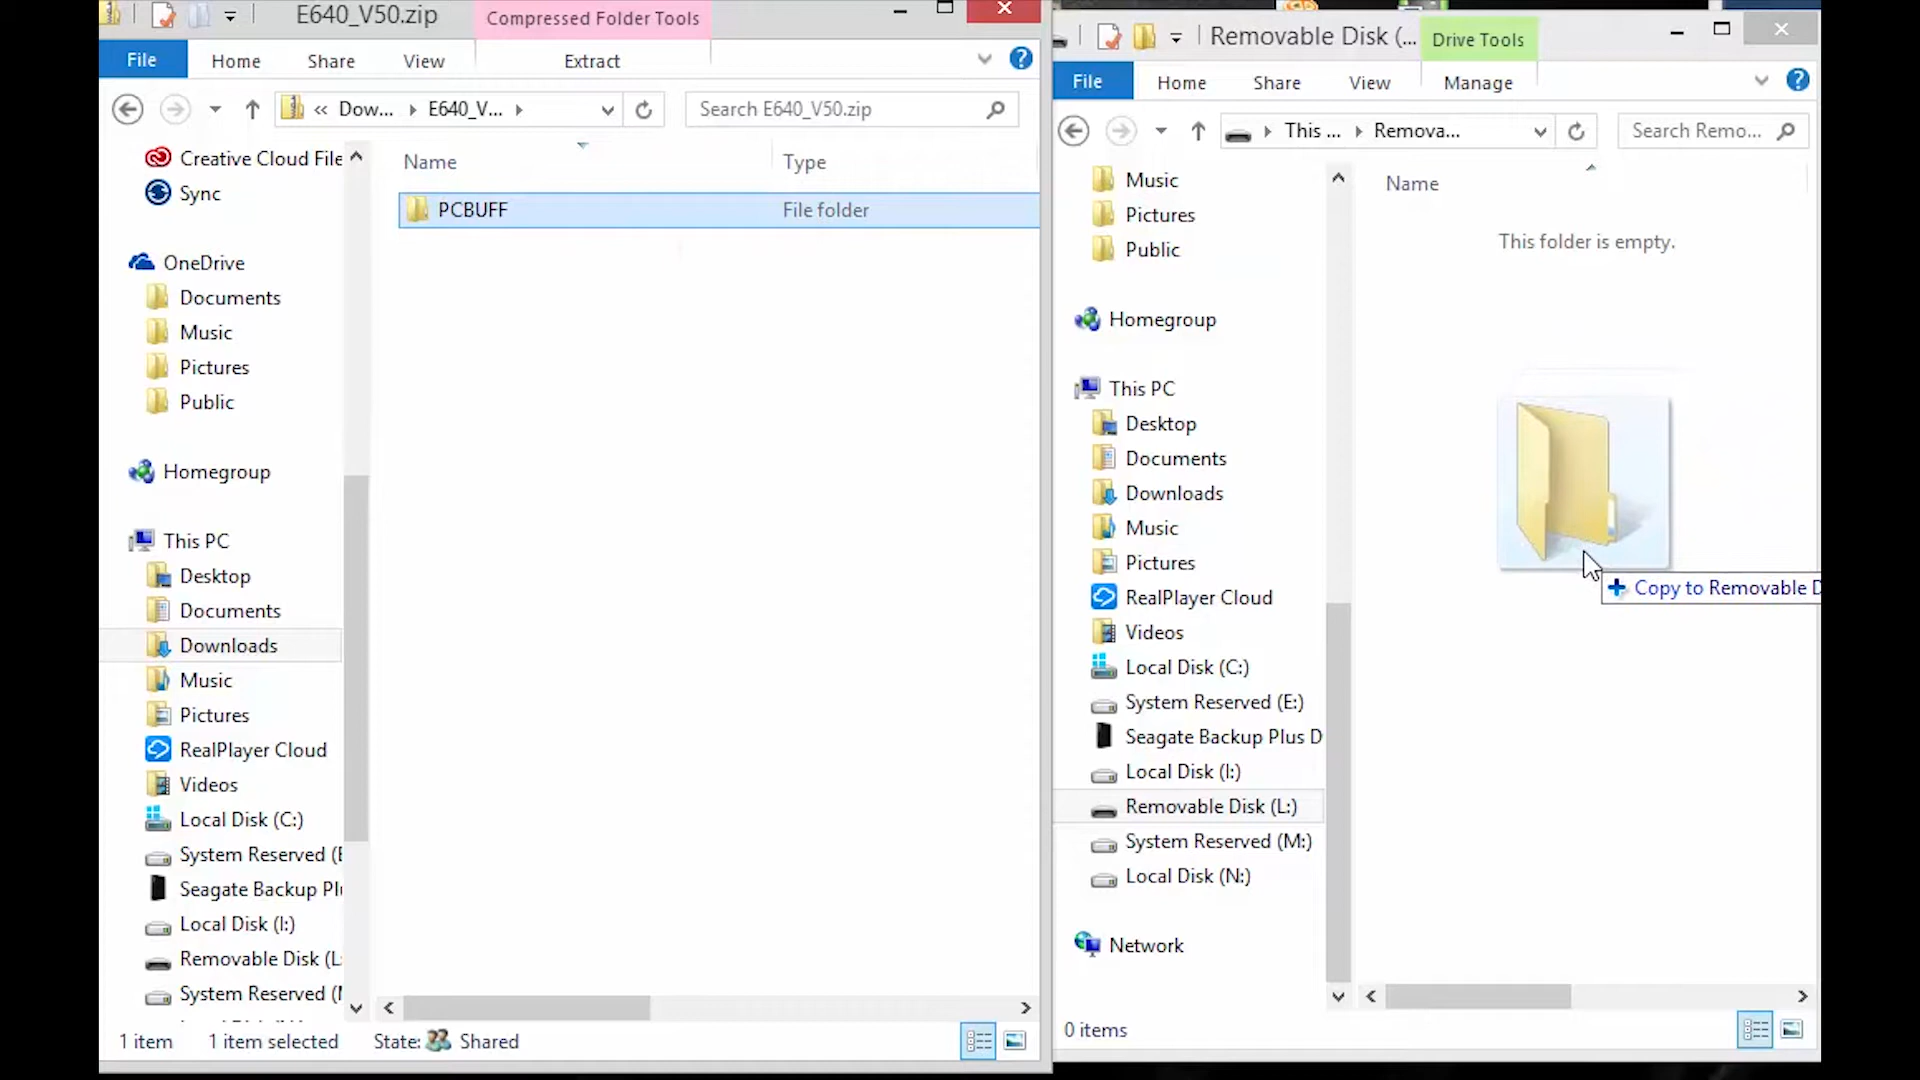 E640_V50.zip
Compressed Folder Tools
File
Home
Share
View
Extract
Dow...
E640_V...
Search E640_V50.zip
Creative Cloud File
Sync
OneDrive
Documents
Music
Pictures
Public
Homegroup
This PC
Desktop
Documents
Downloads
Music
Pictures
RealPlayer Cloud
Videos
Local Disk (C:)
System Reserved (E
Seagate Backup Plu
Local Disk (I:)
Removable Disk (L
System Reserved (M
Name
Type
PCBUFF
File folder
1 item
1 item selected
State:
Shared
Removable Disk (...
Drive Tools
File
Home
Share
View
Manage
This ...
Remova...
Search Remo...
Music
Pictures
Public
Homegroup
This PC
Desktop
Documents
Downloads
Music
Pictures
RealPlayer Cloud
Videos
Local Disk (C:)
System Reserved (E:)
Seagate Backup Plus D
Local Disk (I:)
Removable Disk (L:)
System Reserved (M:)
Local Disk (N:)
Network
Name
This folder is empty.
Copy to Removable D
0 items